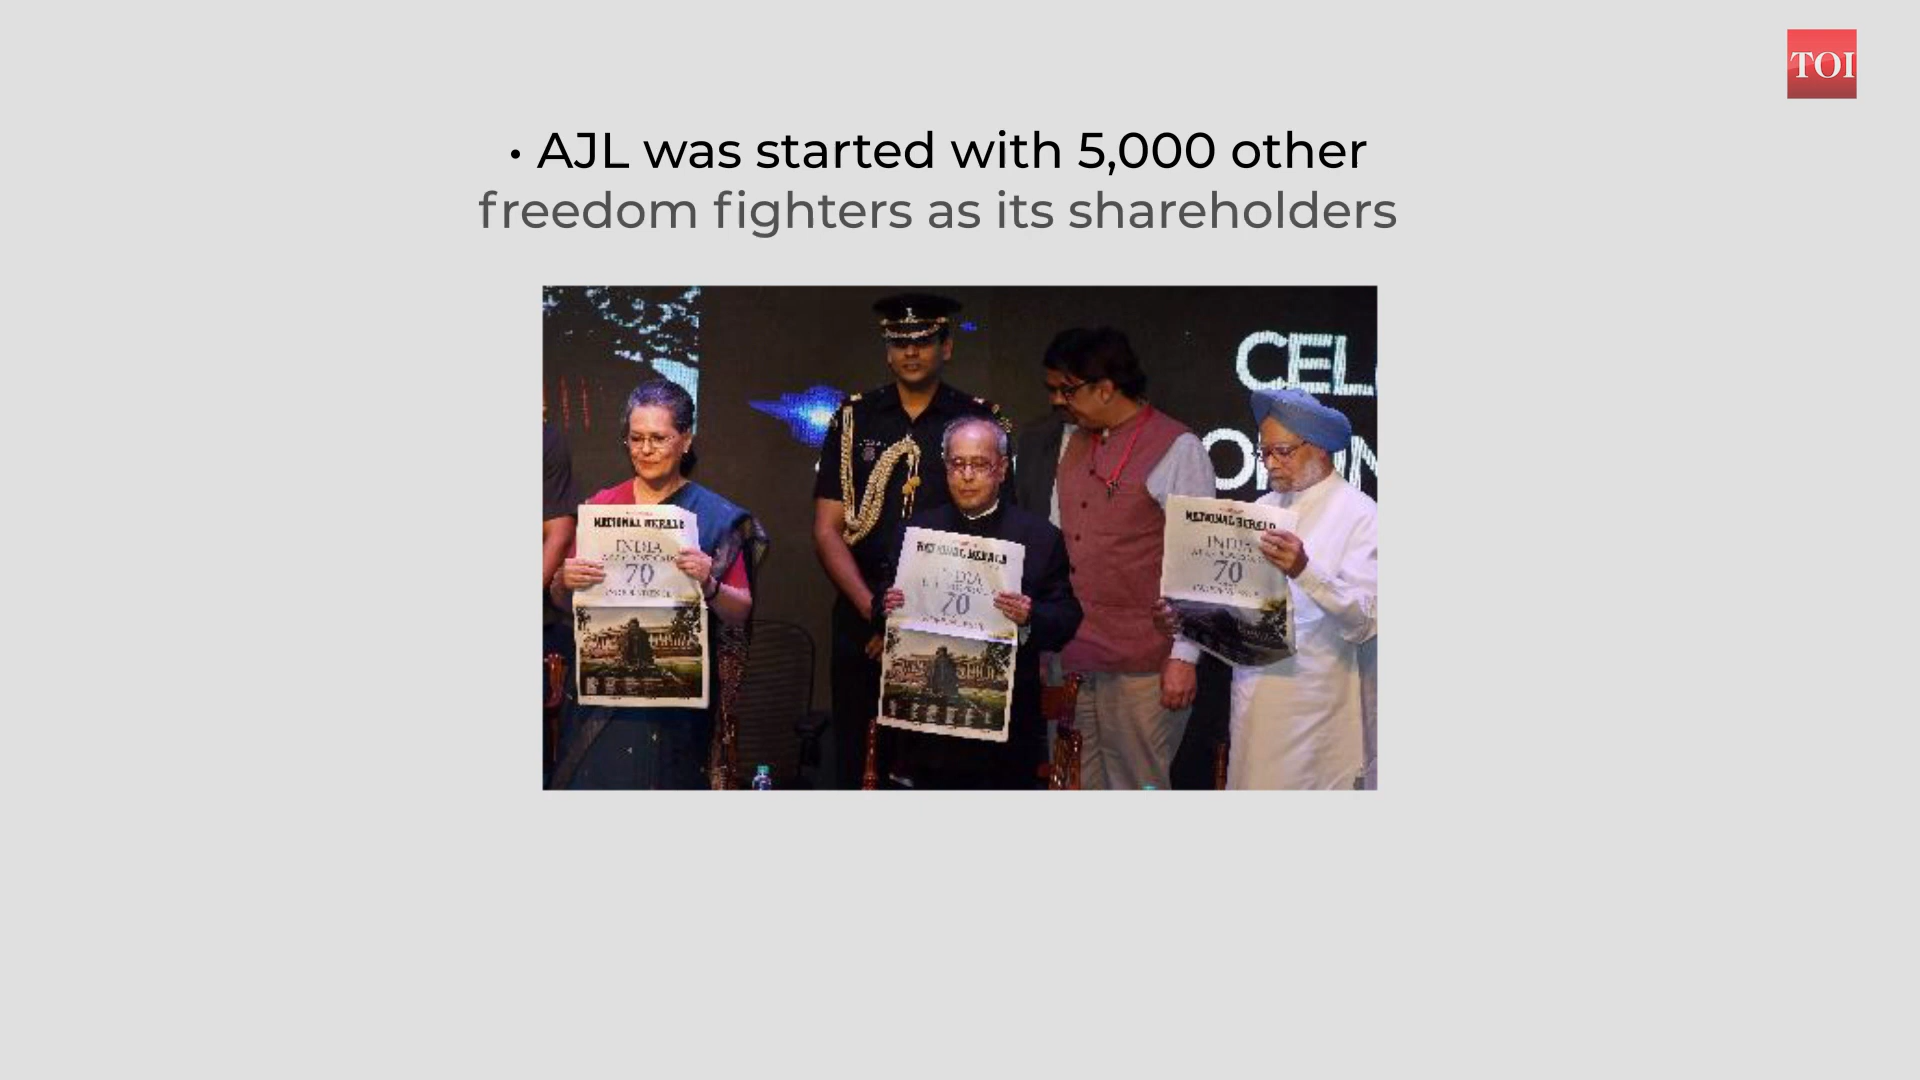 TOI
• AJL was started with 5,000 other
freedom fighters as its shareholders
CEL
NATIONAL HERALD
INDIA
70
NATIONAL HERALD
70
NATIONAL HERALD
INDIA
70